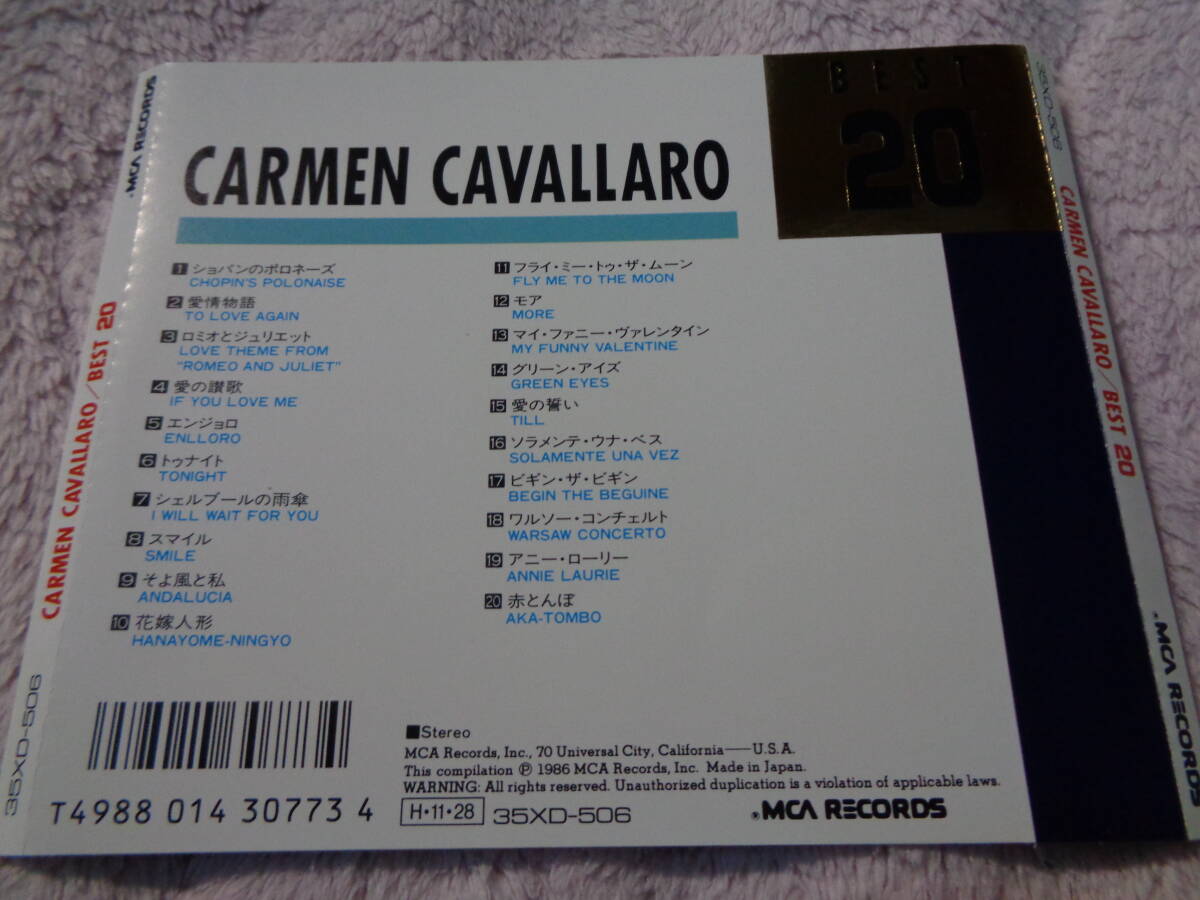 MCA RECORDS
CARMEN CAVALLARO/BEST 20
35XD-506
BEST
20
CARMEN CAVALLARO
1 ショパンのポロネーズ
CHOPIN'S POLONAISE
2 愛情物語
TO LOVE AGAIN
3 ロミオとジュリエット
LOVE THEME FROM
"ROMEO AND JULIET"
4 愛の讃歌
IF YOU LOVE ME
5 エンジョロ
ENLLORO
6 トゥナイト
TONIGHT
7 シェルブールの雨傘
I WILL WAIT FOR YOU
8 スマイル
SMILE
9 そよ風と私
ANDALUCIA
10 花嫁人形
HANAYOME-NINGYO
11 フライ・ミー・トゥ・ザ・ムーン
FLY ME TO THE MOON
12 モア
MORE
13 マイ・ファニー・ヴァレンタイン
MY FUNNY VALENTINE
14 グリーン・アイズ
GREEN EYES
15 愛の誓い
TILL
16 ソラメンテ・ウナ・ベス
SOLAMENTE UNA VEZ
17 ビギン・ザ・ビギン
BEGIN THE BEGUINE
18 ワルソー・コンチェルト
WARSAW CONCERTO
19 アニー・ローリー
ANNIE LAURIE
20 赤とんぼ
AKA-TOMBO
T4988 014 30773 4
■Stereo
MCA Records, Inc., 70 Universal City, California——U.S.A.
This compilation ℗ 1986 MCA Records, Inc. Made in Japan.
WARNING: All rights reserved. Unauthorized duplication is a violation of applicable laws.
H・11・28 35XD-506
MCA RECORDS
35XD-506
CARMEN CAVALLARO/BEST 20
MCA RECORDS